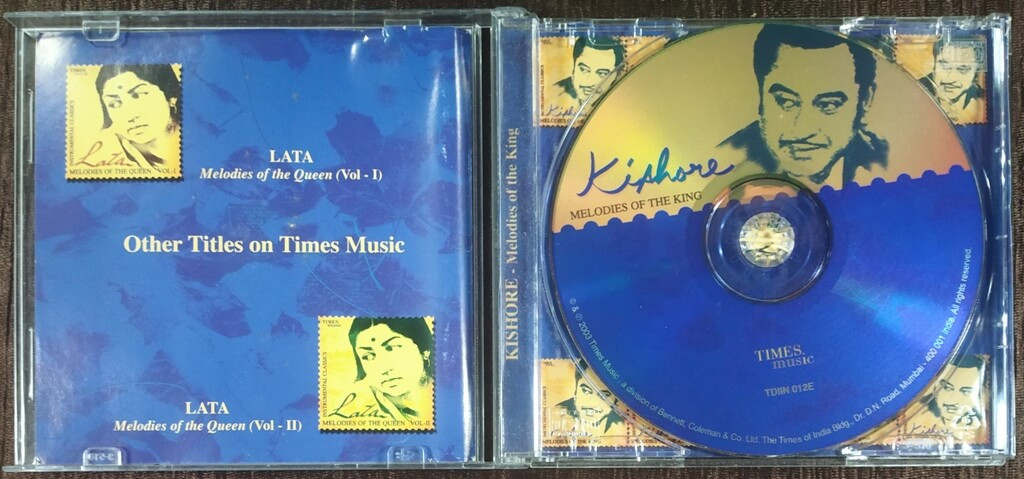 TIMES
INSTRUMENTAL CLASSICS
Lata
MELODIES OF THE QUEEN VOL-I
LATA
Melodies of the Queen (Vol - I)
Other Titles on Times Music
TIMES
INSTRUMENTAL CLASSICS
Lata
MELODIES OF THE QUEEN VOL-II
LATA
Melodies of the Queen (Vol - II)
KISHORE - Melodies of the King
Kishore
MELODIES OF THE KING
TIMES.
music
TDIIN 012E
© & ℗ 2003 Times Music, a division of Bennett, Coleman & Co. Ltd. The Times of India Bldg., Dr. D.N. Road, Mumbai - 400 001 India. All rights reserved.
Kishore
Kishore